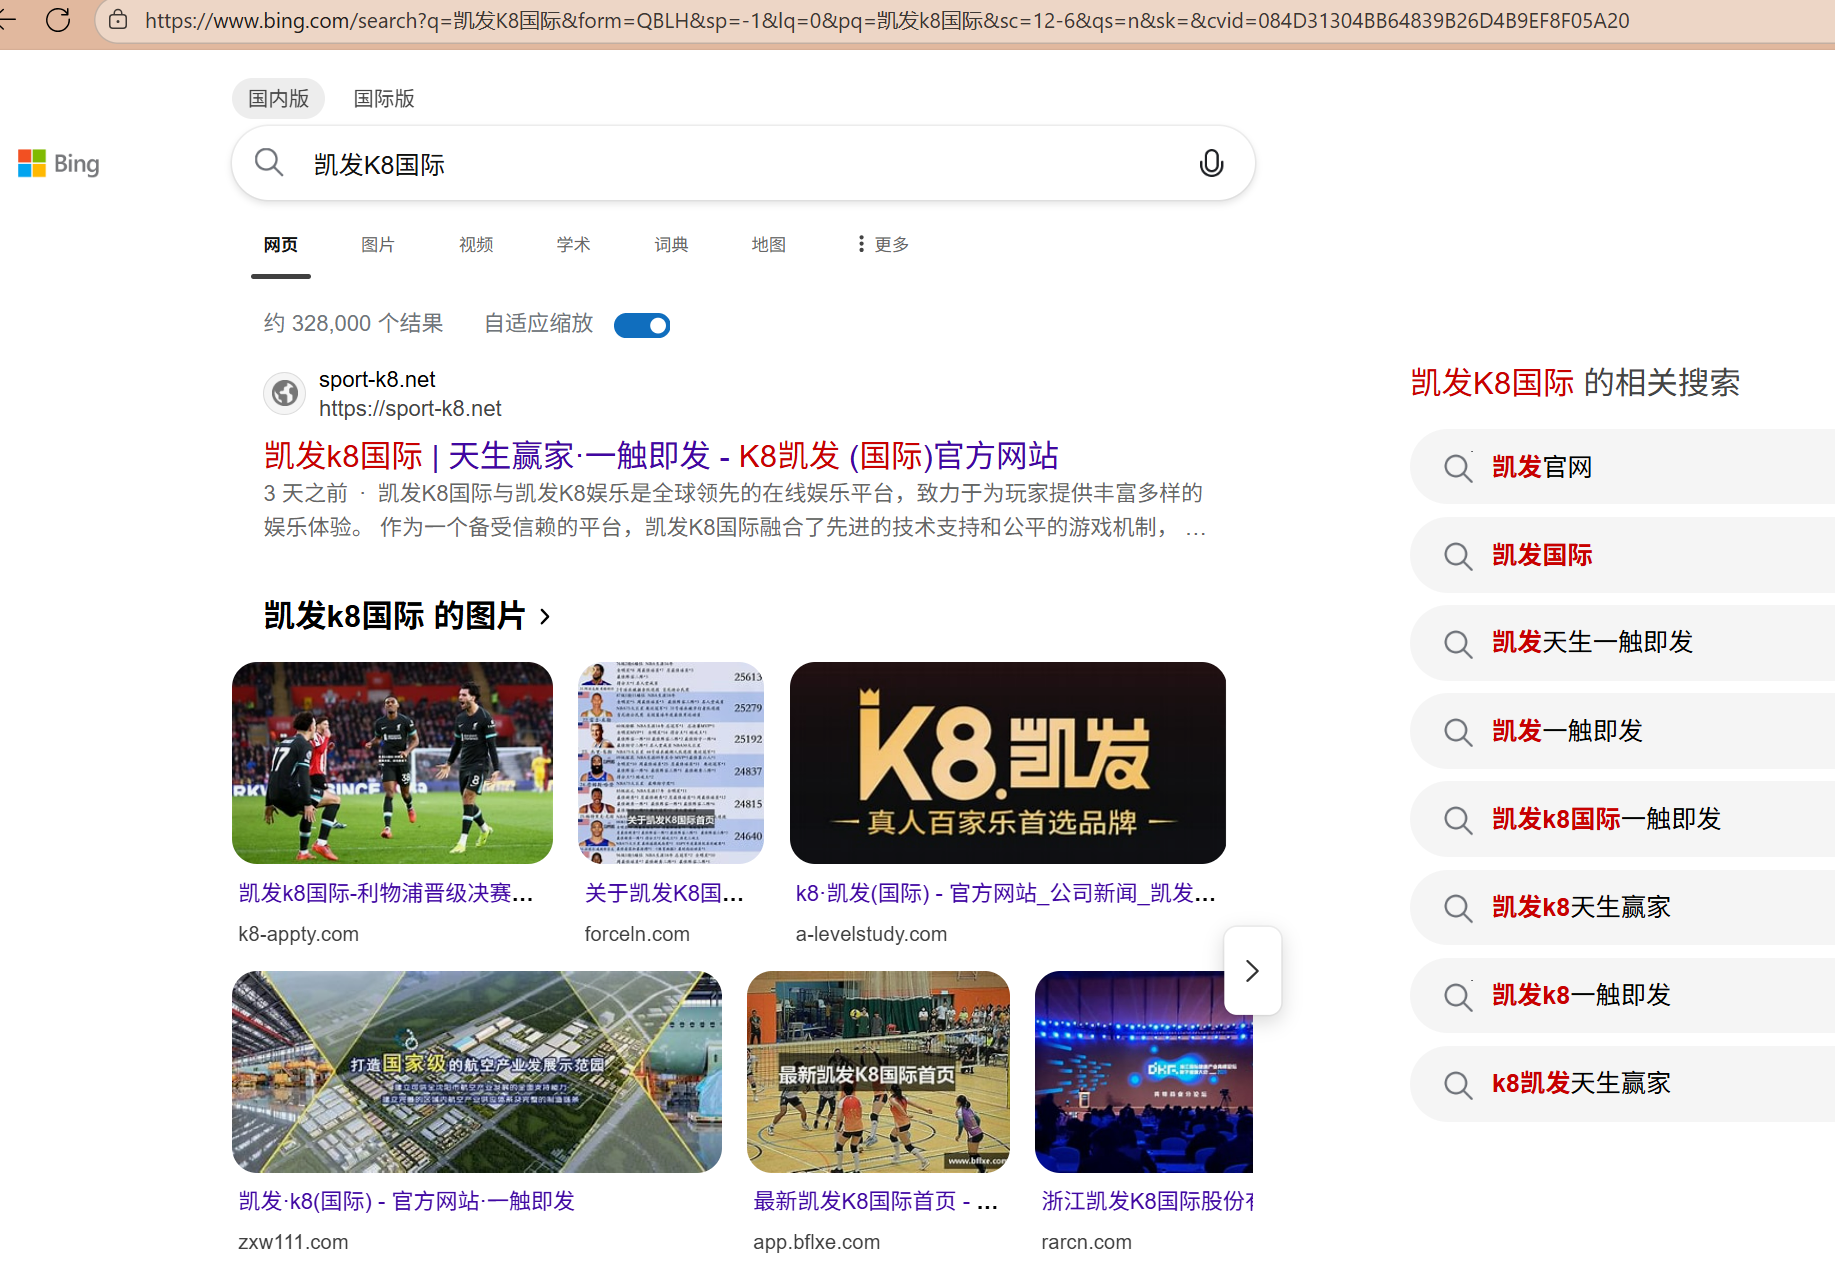 https://www.bing.com/search?q=凯发K8国际&form=QBLH&sp=-1&lq=0&pq=凯发k8国际&sc=12-6&qs=n&sk=&cvid=084D31304BB64839B26D4B9EF8F05A20
国内版 国际版
Bing
凯发K8国际
网页 图片 视频 学术 词典 地图 更多
约 328,000 个结果 自适应缩放
sport-k8.net
https://sport-k8.net
凯发k8国际 | 天生赢家·一触即发 - K8凯发 (国际)官方网站
3 天之前 · 凯发K8国际与凯发K8娱乐是全球领先的在线娱乐平台，致力于为玩家提供丰富多样的
娱乐体验。 作为一个备受信赖的平台，凯发K8国际融合了先进的技术支持和公平的游戏机制， …
凯发k8国际 的图片
17
38
8
SINCE
25613
25279
25192
24837
24815
24640
关于凯发K8国际首页
K8.凯发
真人百家乐首选品牌
凯发k8国际-利物浦晋级决赛...
k8-appty.com
关于凯发K8国...
forceln.com
k8·凯发(国际) - 官方网站_公司新闻_凯发...
a-levelstudy.com
打造国家级的航空产业发展示范园
最新凯发K8国际首页
www.bflxe.com
凯发·k8(国际) - 官方网站·一触即发
zxw111.com
最新凯发K8国际首页 - ...
app.bflxe.com
浙江凯发K8国际股份
rarcn.com
凯发K8国际 的相关搜索
凯发官网
凯发国际
凯发天生一触即发
凯发一触即发
凯发k8国际一触即发
凯发k8天生赢家
凯发k8一触即发
k8凯发天生赢家